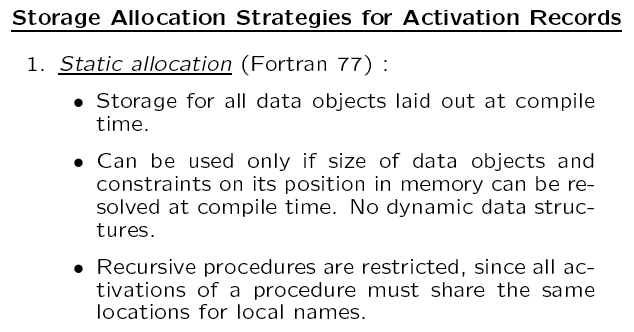 Storage Allocation Strategies for Activation Records
1. Static allocation (Fortran 77) :
• Storage for all data objects laid out at compile
time.
• Can be used only if size of data objects and
constraints on its position in memory can be re-
solved at compile time. No dynamic data struc-
tures.
• Recursive procedures are restricted, since all ac-
tivations of a procedure must share the same
locations for local names.